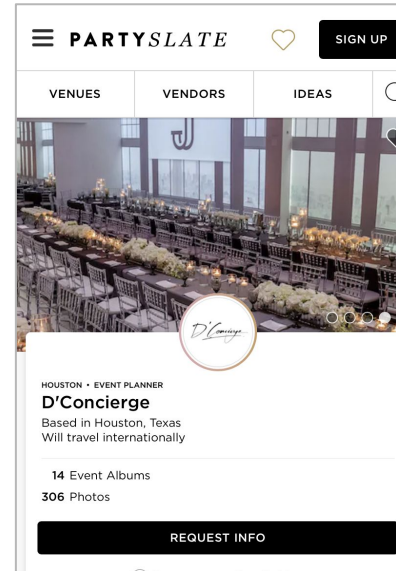 PARTYSLATE
SIGN UP
VENUES
VENDORS
IDEAS
J
D'Concierge
HOUSTON • EVENT PLANNER
D'Concierge
Based in Houston, Texas
Will travel internationally
14 Event Albums
306 Photos
REQUEST INFO